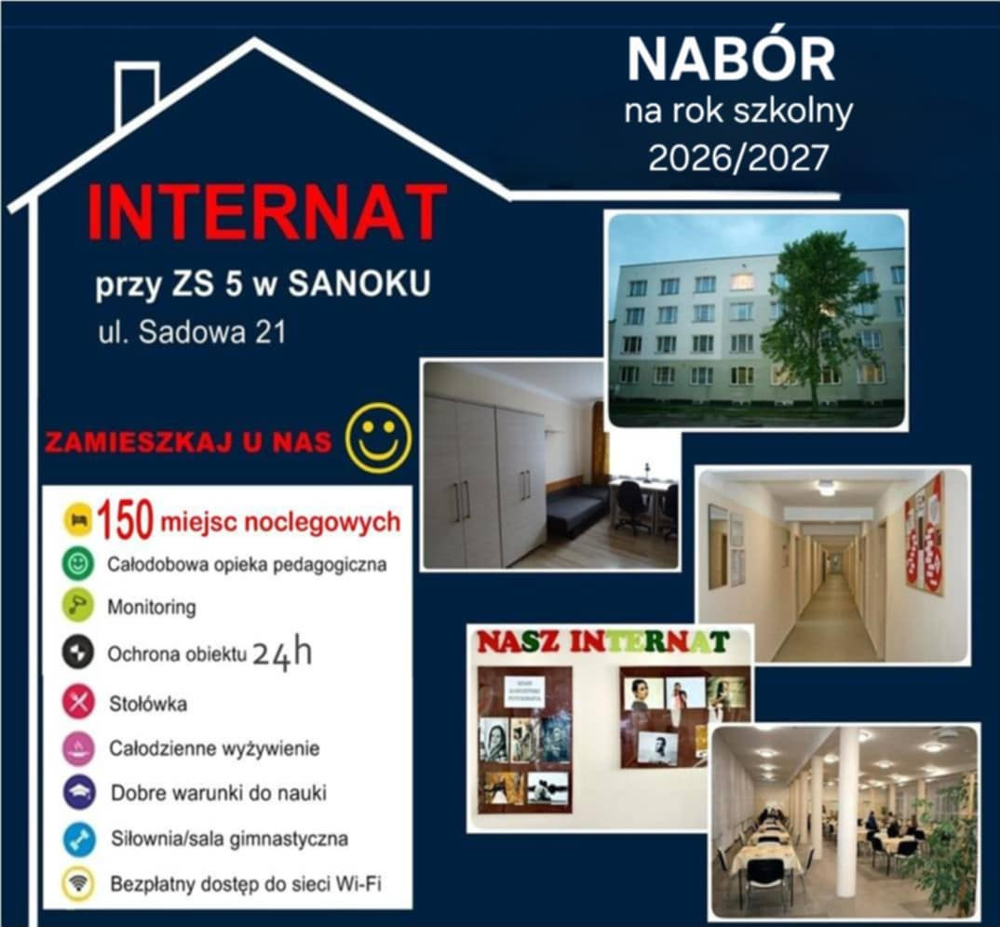 NABÓR
na rok szkolny
2026/2027
INTERNAT
przy ZS 5 w SANOKU
ul. Sadowa 21
ZAMIESZKAJ U NAS
150 miejsc noclegowych
Całodobowa opieka pedagogiczna
Monitoring
Ochrona obiektu 24h
Stołówka
Całodzienne wyżywienie
Dobre warunki do nauki
Siłownia/sala gimnastyczna
Bezpłatny dostęp do sieci Wi-Fi
NASZ INTERNAT